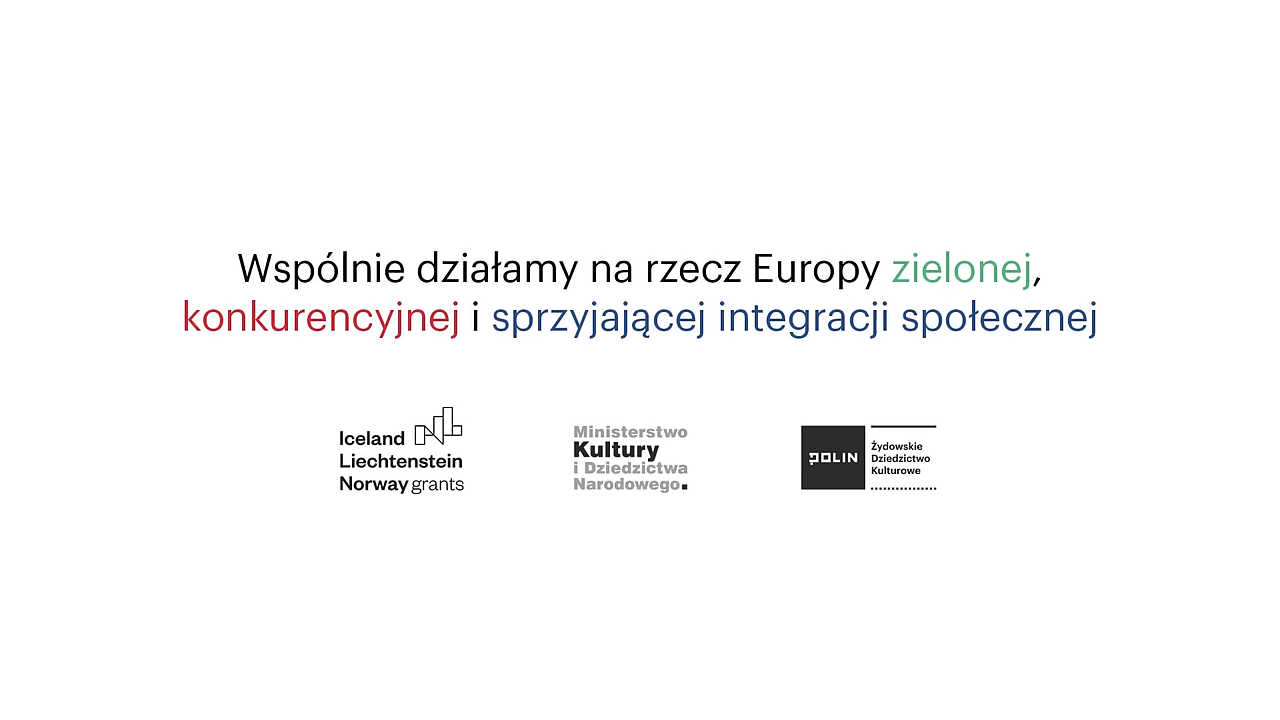 Wspólnie działamy na rzecz Europy zielonej,
konkurencyjnej i sprzyjającej integracji społecznej
Iceland
Liechtenstein
Norway grants
Ministerstwo
Kultury
i Dziedzictwa
Narodowego.
POLIN
Żydowskie
Dziedzictwo
Kulturowe